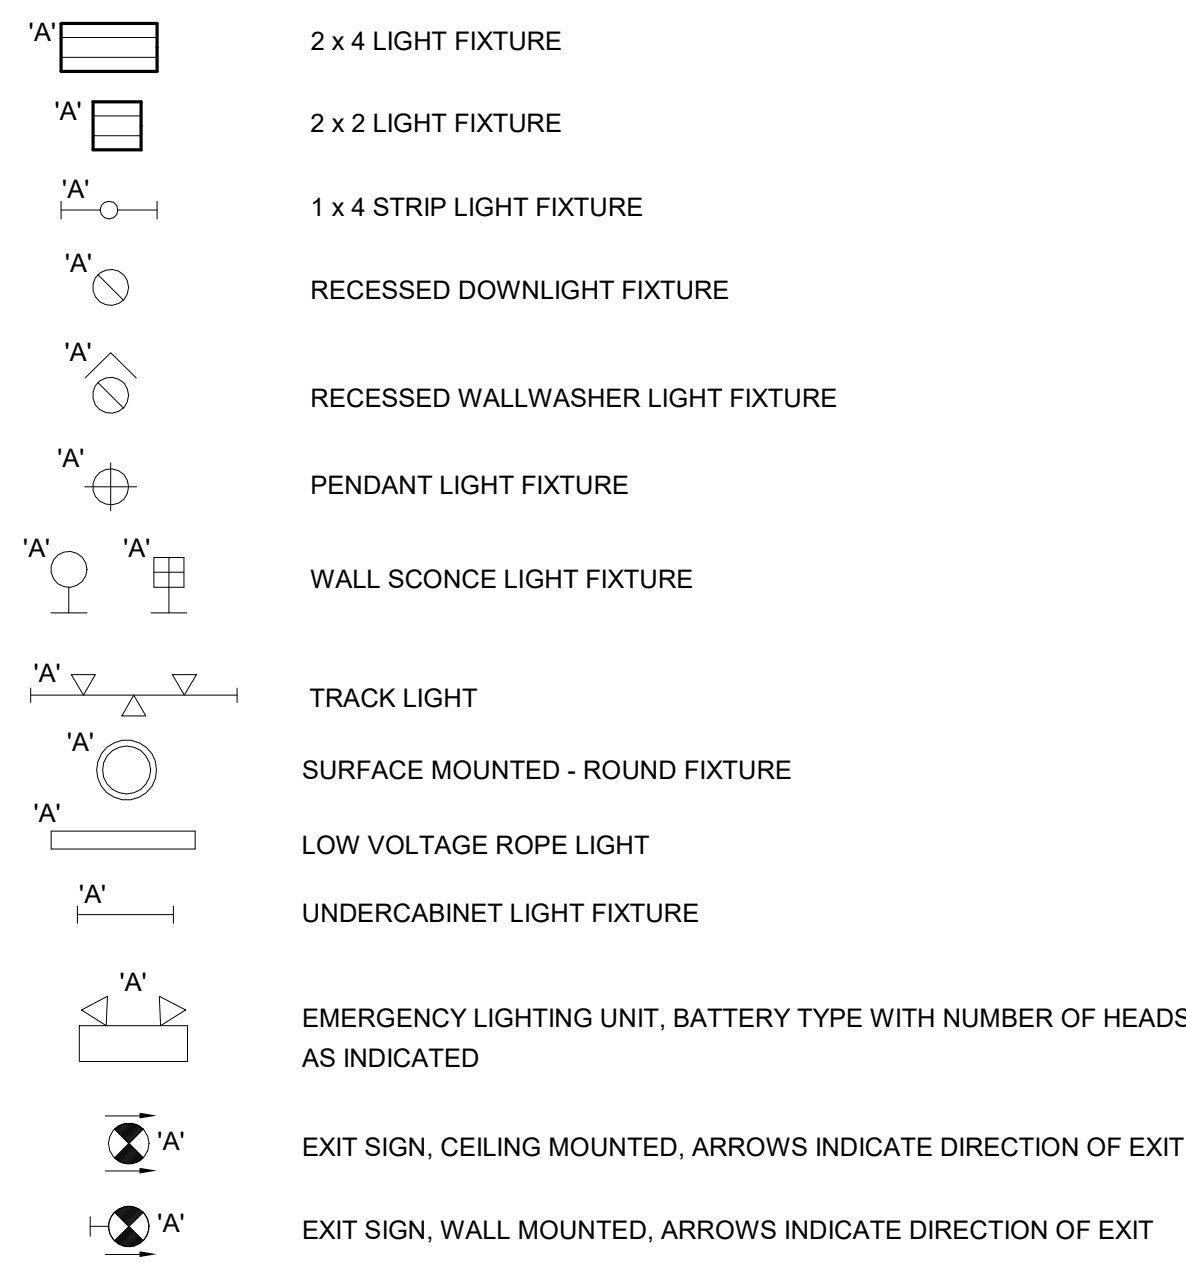 'A' 2 x 4 LIGHT FIXTURE
'A' 2 x 2 LIGHT FIXTURE
'A' 1 x 4 STRIP LIGHT FIXTURE
'A' RECESSED DOWNLIGHT FIXTURE
'A' RECESSED WALLWASHER LIGHT FIXTURE
'A' PENDANT LIGHT FIXTURE
'A' 'A' WALL SCONCE LIGHT FIXTURE
'A' TRACK LIGHT
'A' SURFACE MOUNTED - ROUND FIXTURE
'A' LOW VOLTAGE ROPE LIGHT
'A' UNDERCABINET LIGHT FIXTURE
'A' EMERGENCY LIGHTING UNIT, BATTERY TYPE WITH NUMBER OF HEADS
AS INDICATED
'A' EXIT SIGN, CEILING MOUNTED, ARROWS INDICATE DIRECTION OF EXIT
'A' EXIT SIGN, WALL MOUNTED, ARROWS INDICATE DIRECTION OF EXIT